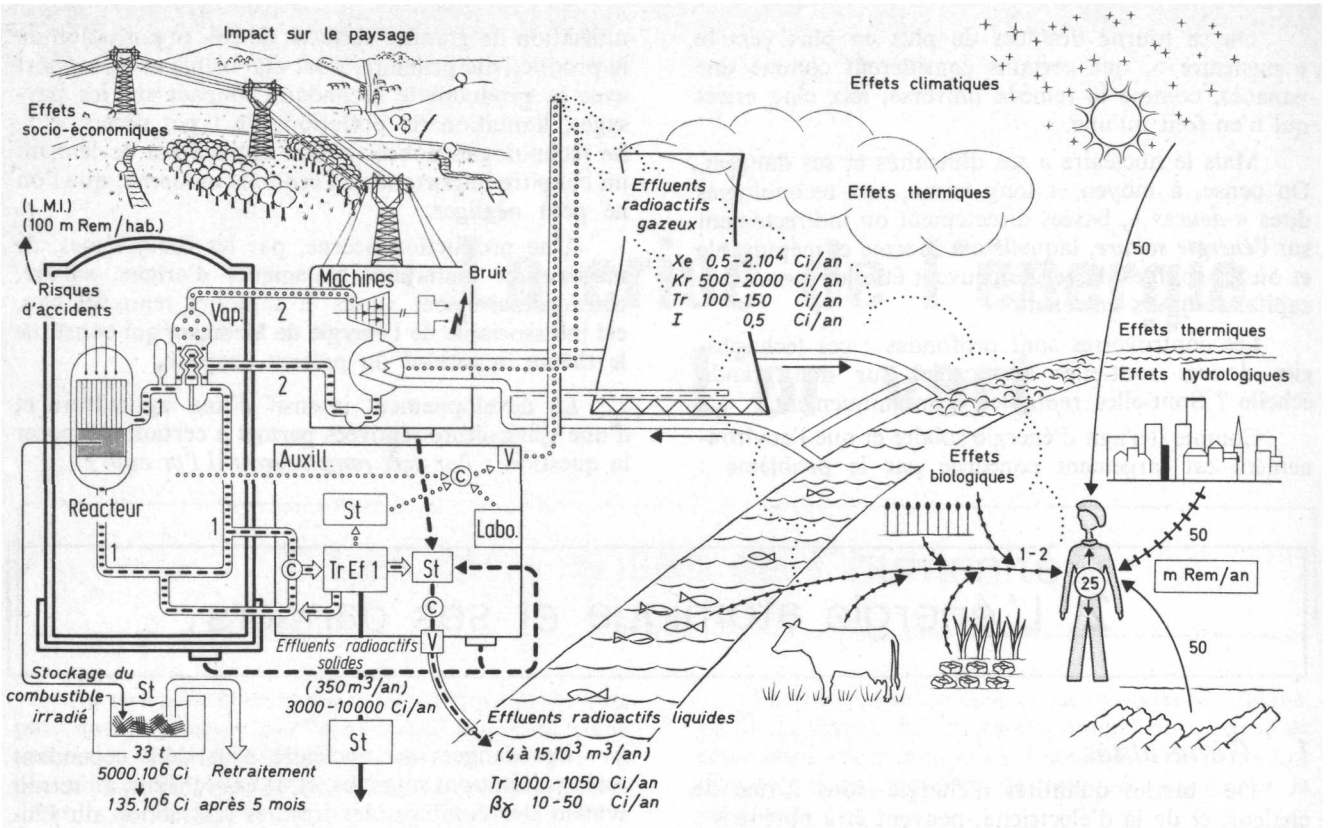 Impact sur le paysage
Effets
socio-économiques
(L.M.I.)
(100 m Rem / hab.)
Risques
d'accidents
Vap.
2
2
Machines
Bruit
Auxill.
V
C
St
Labo.
Réacteur
1
C
Tr Ef 1
St
C
V
Effluents radioactifs
solides
(350 m³/an)
3000-10000 Ci/an
St
Stockage du
combustible
irradié
St
33 t
5000.10⁶ Ci
Retraitement
135.10⁶ Ci après 5 mois
Effluents
radioactifs
gazeux
Xe 0,5-2.10⁴ Ci/an
Kr 500-2000 Ci/an
Tr 100-150 Ci/an
I 0,5 Ci/an
Effets climatiques
Effets thermiques
50
Effets thermiques
Effets hydrologiques
Effets
biologiques
1-2
25
50
m Rem/an
50
Effluents radioactifs liquides
(4 à 15.10³ m³/an)
Tr 1000-1050 Ci/an
βγ 10-50 Ci/an